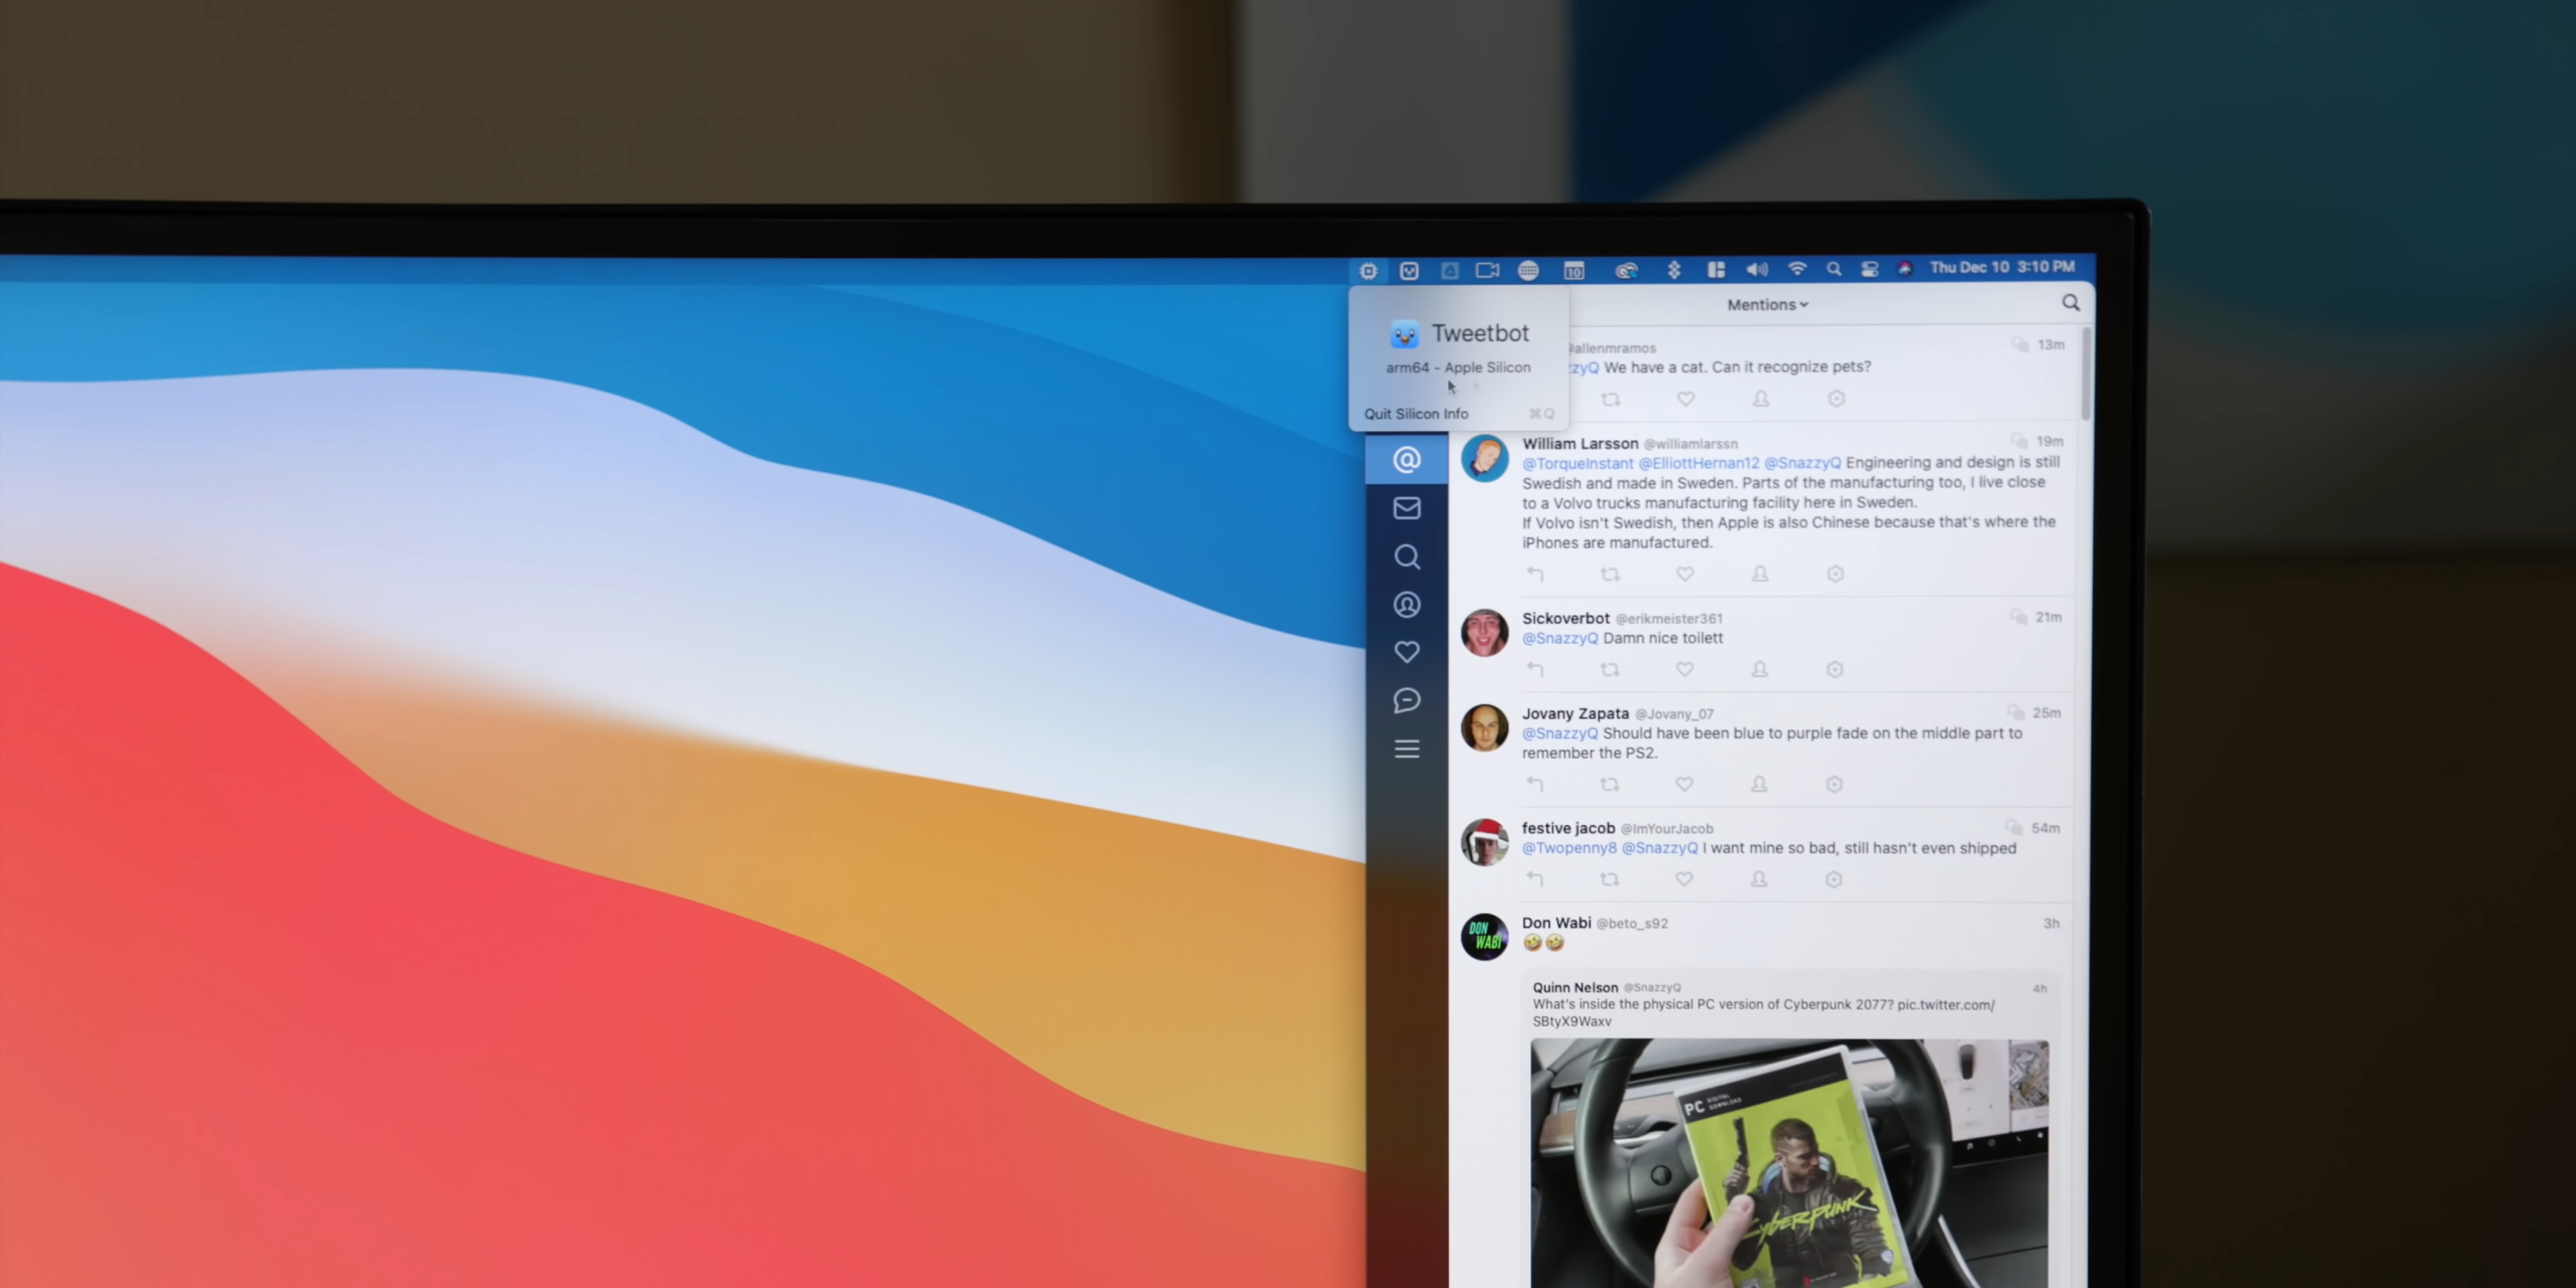 10
Thu Dec 10 3:10 PM
Tweetbot
arm64 - Apple Silicon
Quit Silicon Info ⌘Q
Mentions
@allenmramos 13m
zzyQ We have a cat. Can it recognize pets?
William Larsson @williamlarssn 19m
@TorqueInstant @ElliottHernan12 @SnazzyQ Engineering and design is still
Swedish and made in Sweden. Parts of the manufacturing too, I live close
to a Volvo trucks manufacturing facility here in Sweden.
If Volvo isn't Swedish, then Apple is also Chinese because that's where the
iPhones are manufactured.
Sickoverbot @erikmeister361 21m
@SnazzyQ Damn nice toilett
Jovany Zapata @Jovany_07 25m
@SnazzyQ Should have been blue to purple fade on the middle part to
remember the PS2.
festive jacob @ImYourJacob 54m
@Twopenny8 @SnazzyQ I want mine so bad, still hasn't even shipped
DON
WABI
Don Wabi @beto_s92 3h
🤣🤣
Quinn Nelson @SnazzyQ 4h
What's inside the physical PC version of Cyberpunk 2077? pic.twitter.com/
SBtyX9Waxv
PC DIGITAL
DOWNLOAD
CYBERPUNK